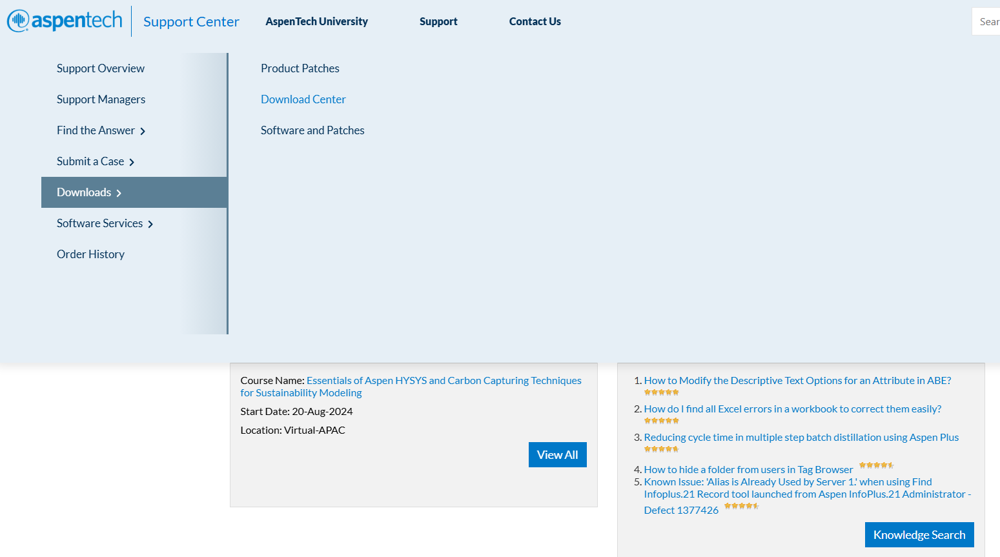 aspentech Support Center AspenTech University Support Contact Us Sear
Support Overview
Support Managers
Find the Answer
Submit a Case
Downloads
Software Services
Order History
Product Patches
Download Center
Software and Patches
Course Name: Essentials of Aspen HYSYS and Carbon Capturing Techniques
for Sustainability Modeling
Start Date: 20-Aug-2024
Location: Virtual-APAC
View All
1. How to Modify the Descriptive Text Options for an Attribute in ABE?
2. How do I find all Excel errors in a workbook to correct them easily?
3. Reducing cycle time in multiple step batch distillation using Aspen Plus
4. How to hide a folder from users in Tag Browser
5. Known Issue: 'Alias is Already Used by Server 1.' when using Find
Infoplus.21 Record tool launched from Aspen InfoPlus.21 Administrator -
Defect 1377426
Knowledge Search